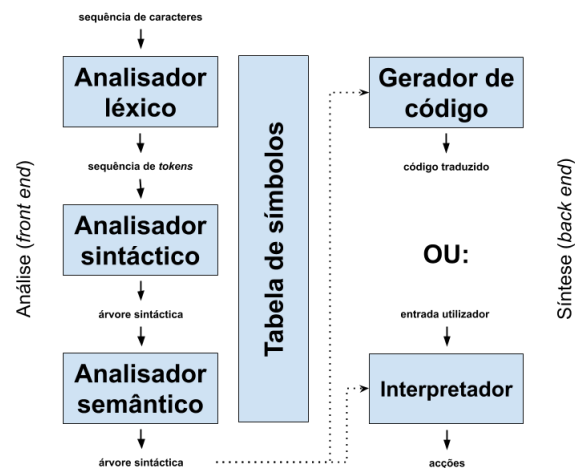 sequência de caracteres
Analisador
léxico
sequência de tokens
Analisador
sintáctico
árvore sintáctica
Analisador
semântico
árvore sintáctica
Análise (front end)
Tabela de símbolos
Gerador de
código
código traduzido
OU:
entrada utilizador
Interpretador
acções
Síntese (back end)